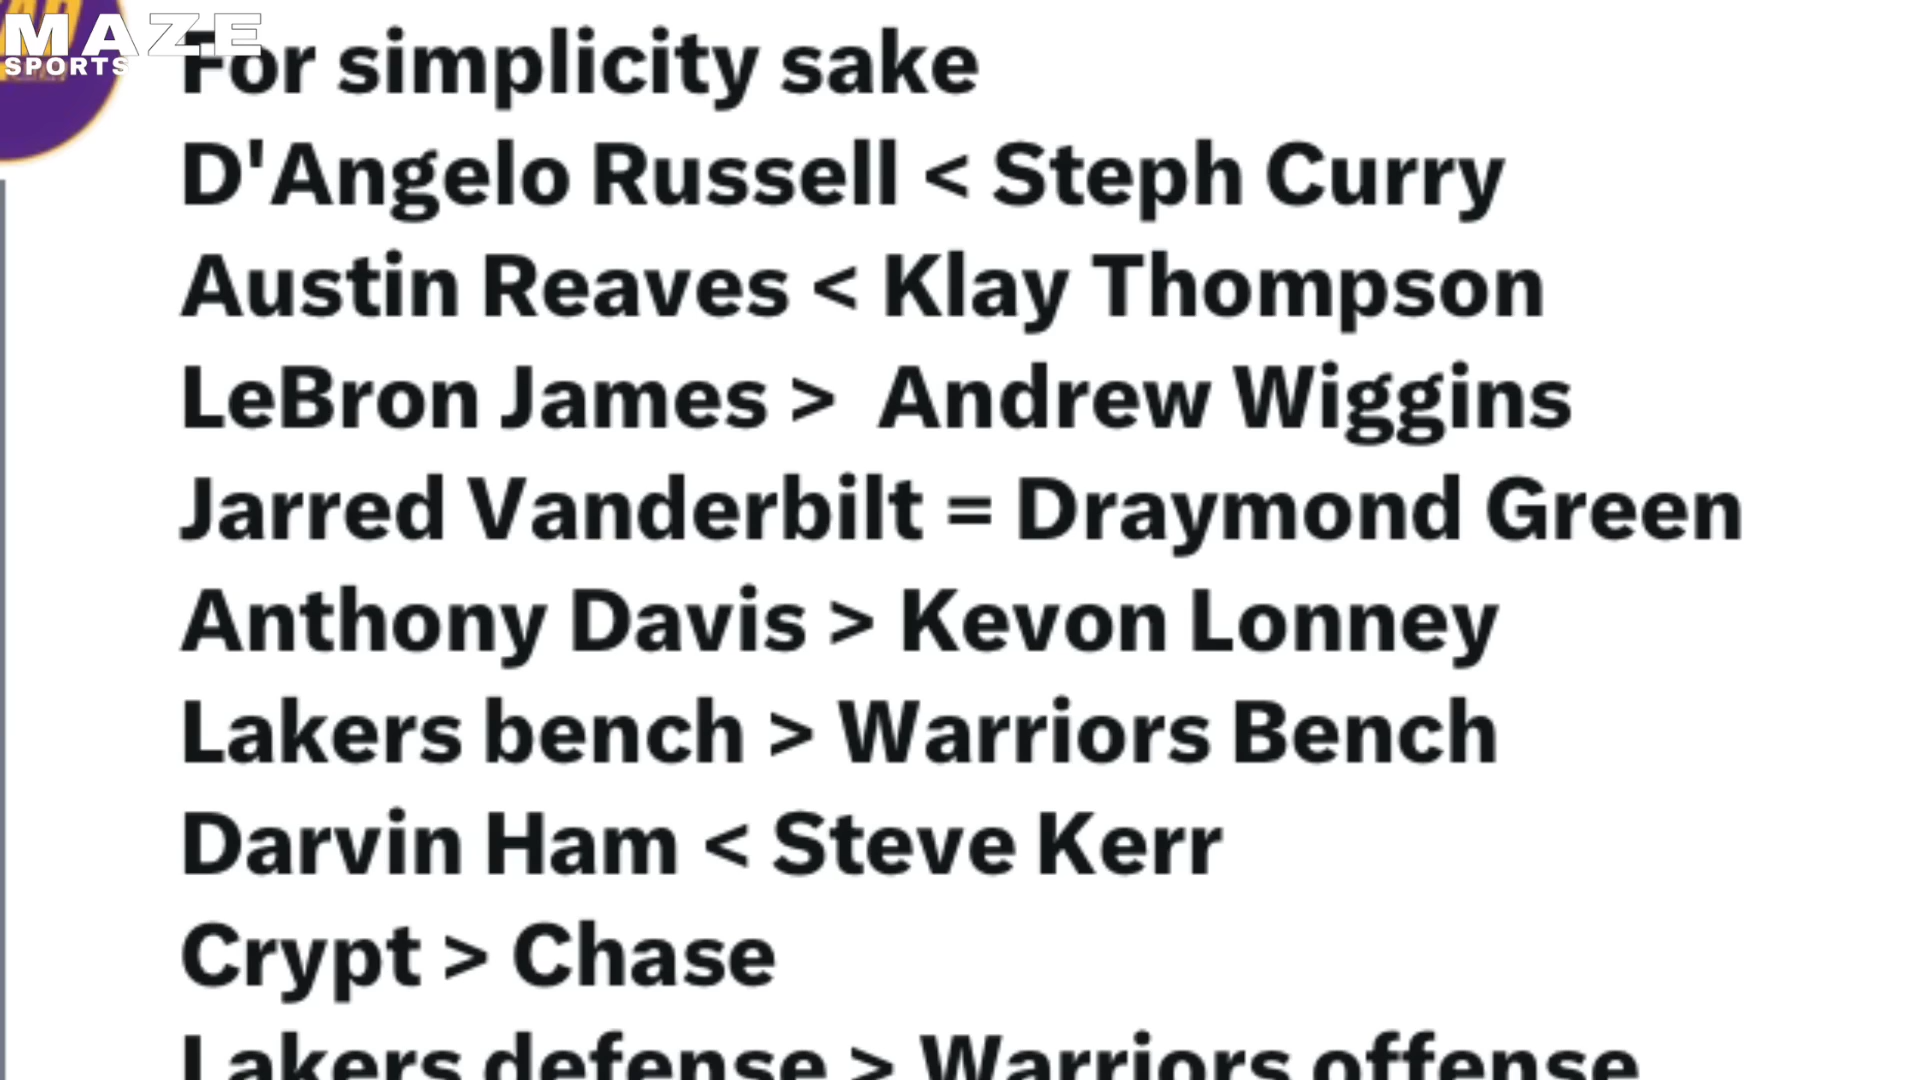 MAZE
SPORTS
For simplicity sake
D'Angelo Russell < Steph Curry
Austin Reaves < Klay Thompson
LeBron James > Andrew Wiggins
Jarred Vanderbilt = Draymond Green
Anthony Davis > Kevon Lonney
Lakers bench > Warriors Bench
Darvin Ham < Steve Kerr
Crypt > Chase
Lakers defense > Warriors offense